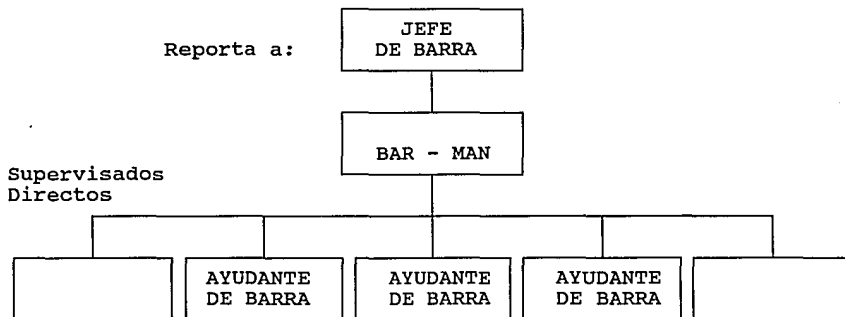 JEFE
Reporta a: DE BARRA
BAR - MAN
Supervisados
Directos
AYUDANTE AYUDANTE AYUDANTE
DE BARRA DE BARRA DE BARRA